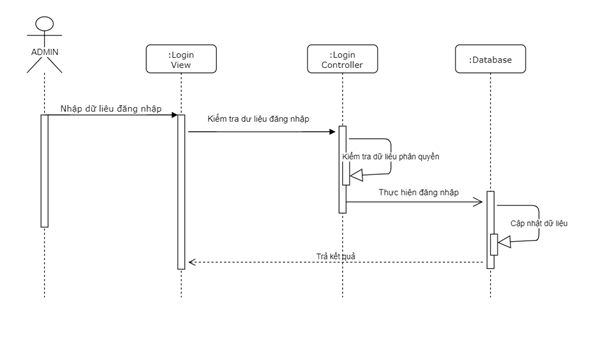 ADMIN
:Login
View
:Login
Controller
:Database
Nhập dữ liêu đăng nhập
Kiểm tra dư liệu đăng nhập
Kiểm tra dữ liệu phân quyền
Thực hiện đăng nhập
Cập nhật dữ liệu
Trả kết quả